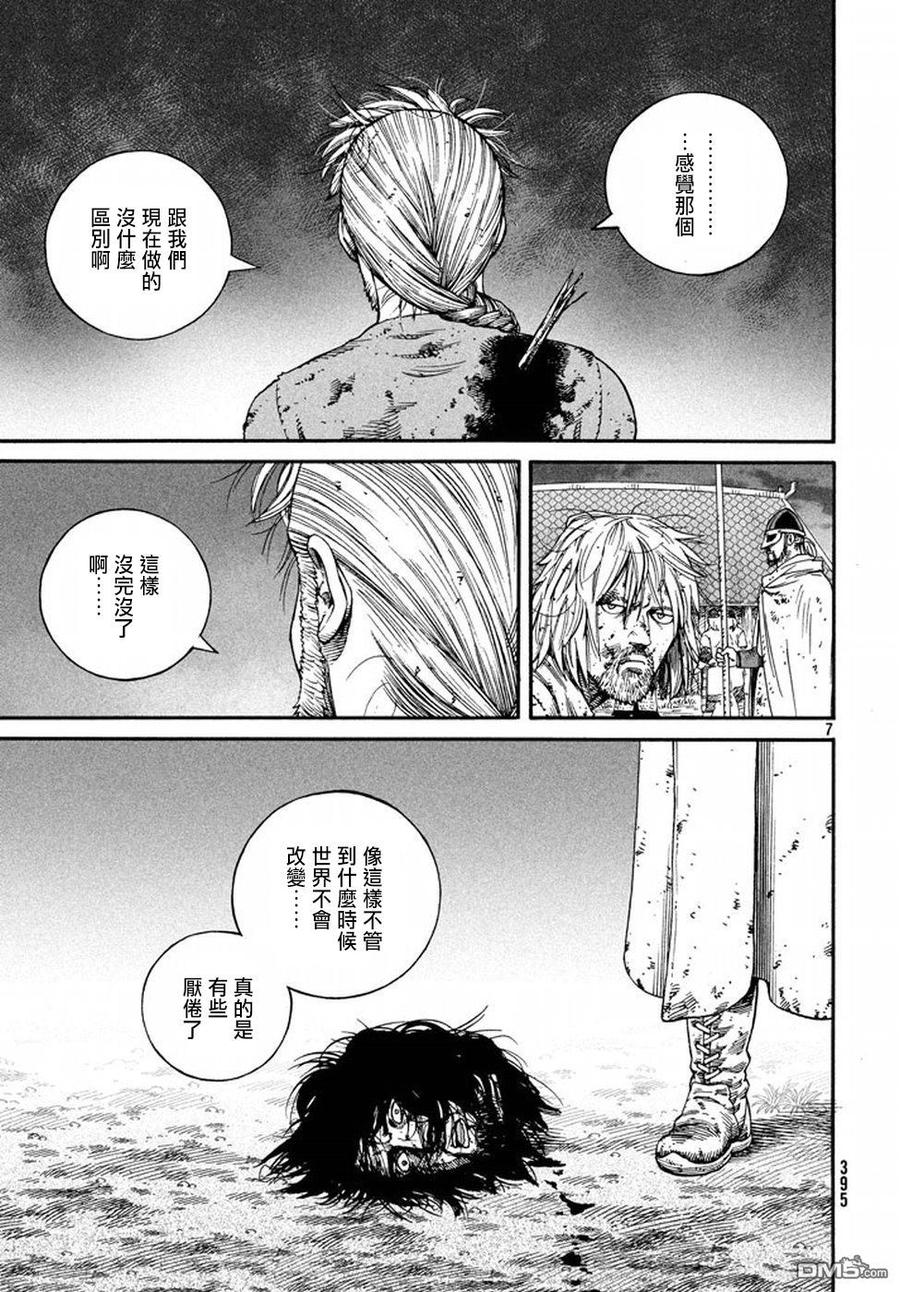 …………
…感覺那個
跟我們
現在做的
沒什麼
區別啊
這樣
沒完沒了
啊……
7
像這樣不管
到什麼時候
世界不會
改變……
真的是
有些
厭倦了
395
DM5.com